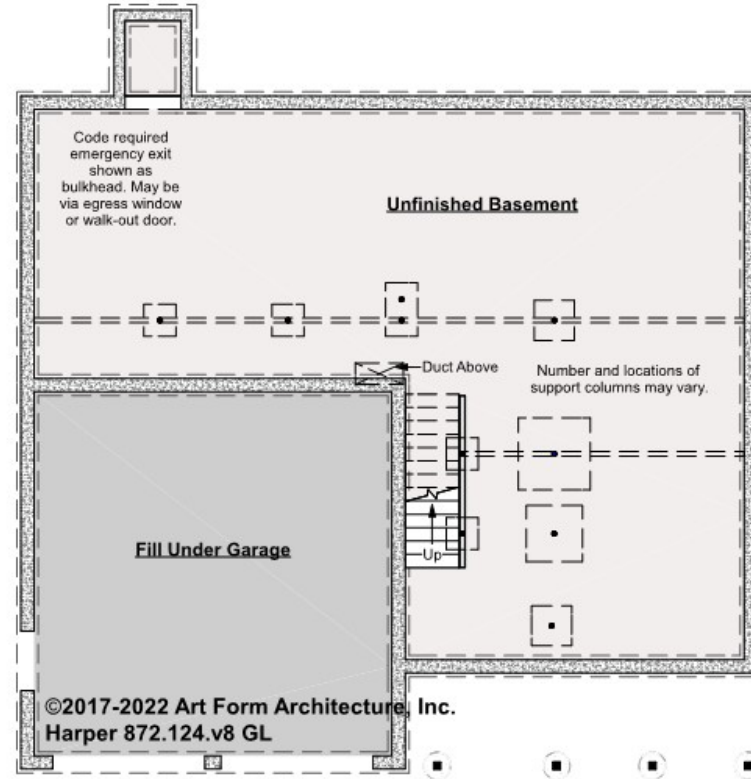 Code required
emergency exit
shown as
bulkhead. May be
via egress window
or walk-out door.
Unfinished Basement
Duct Above
Number and locations of
support columns may vary.
Up
Fill Under Garage
©2017-2022 Art Form Architecture, Inc.
Harper 872.124.v8 GL